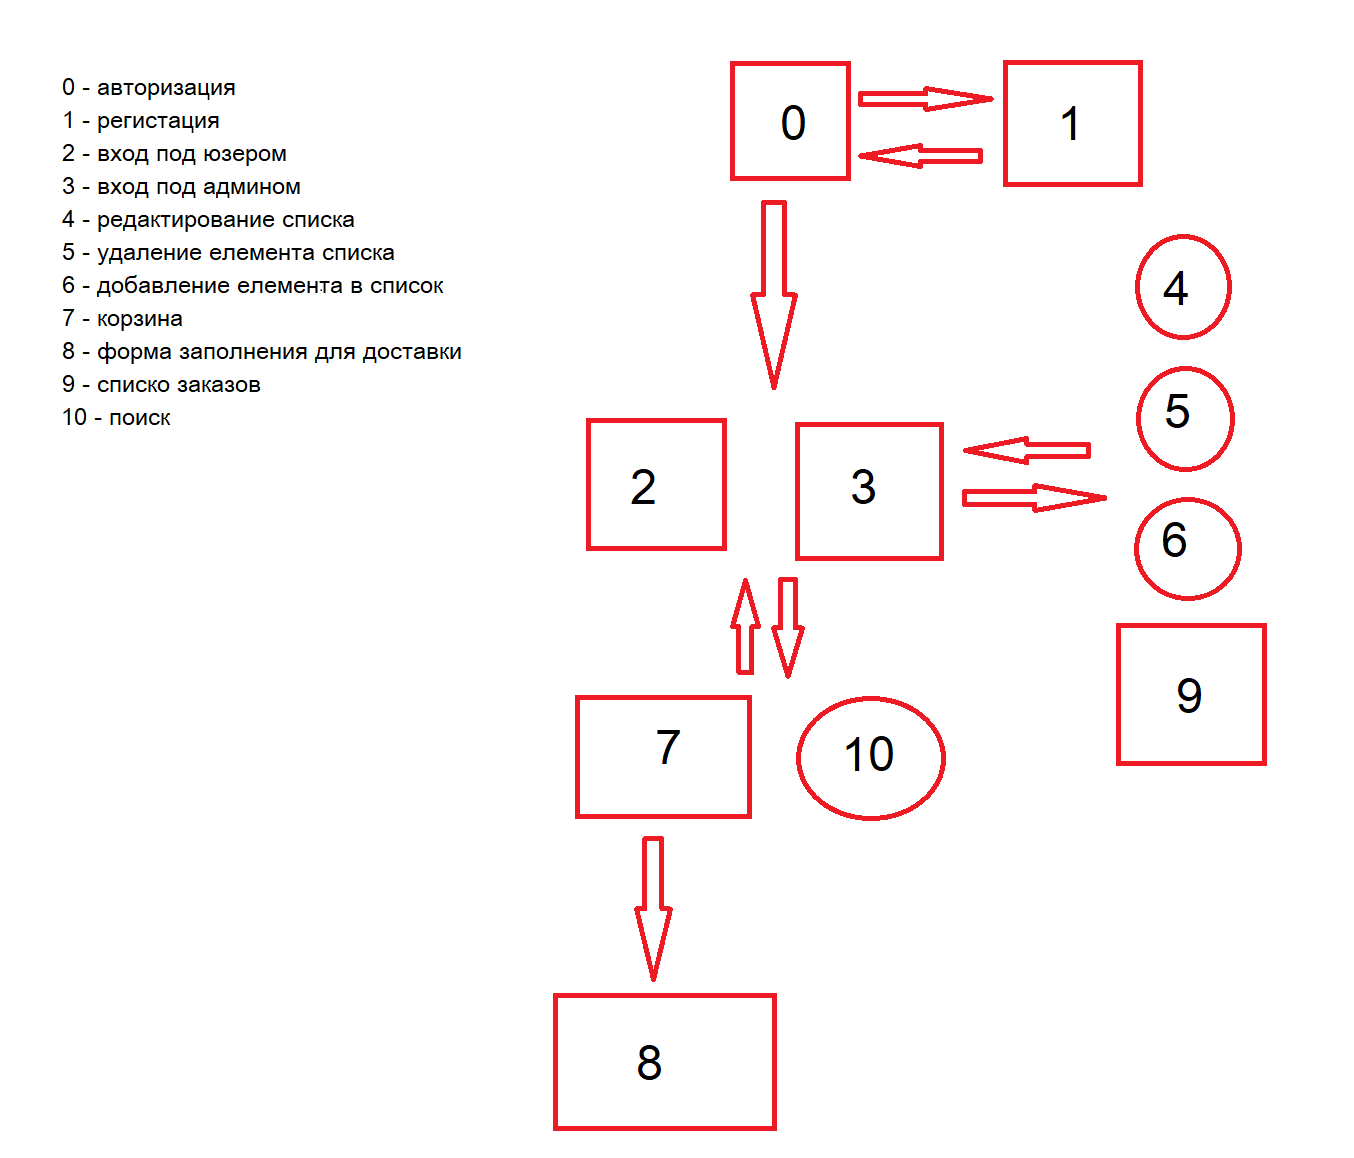 0 - авторизация
1 - регистация
2 - вход под юзером
3 - вход под админом
4 - редактирование списка
5 - удаление елемента списка
6 - добавление елемента в список
7 - корзина
8 - форма заполнения для доставки
9 - списко заказов
10 - поиск
0
1
4
5
2
3
6
9
7
10
8